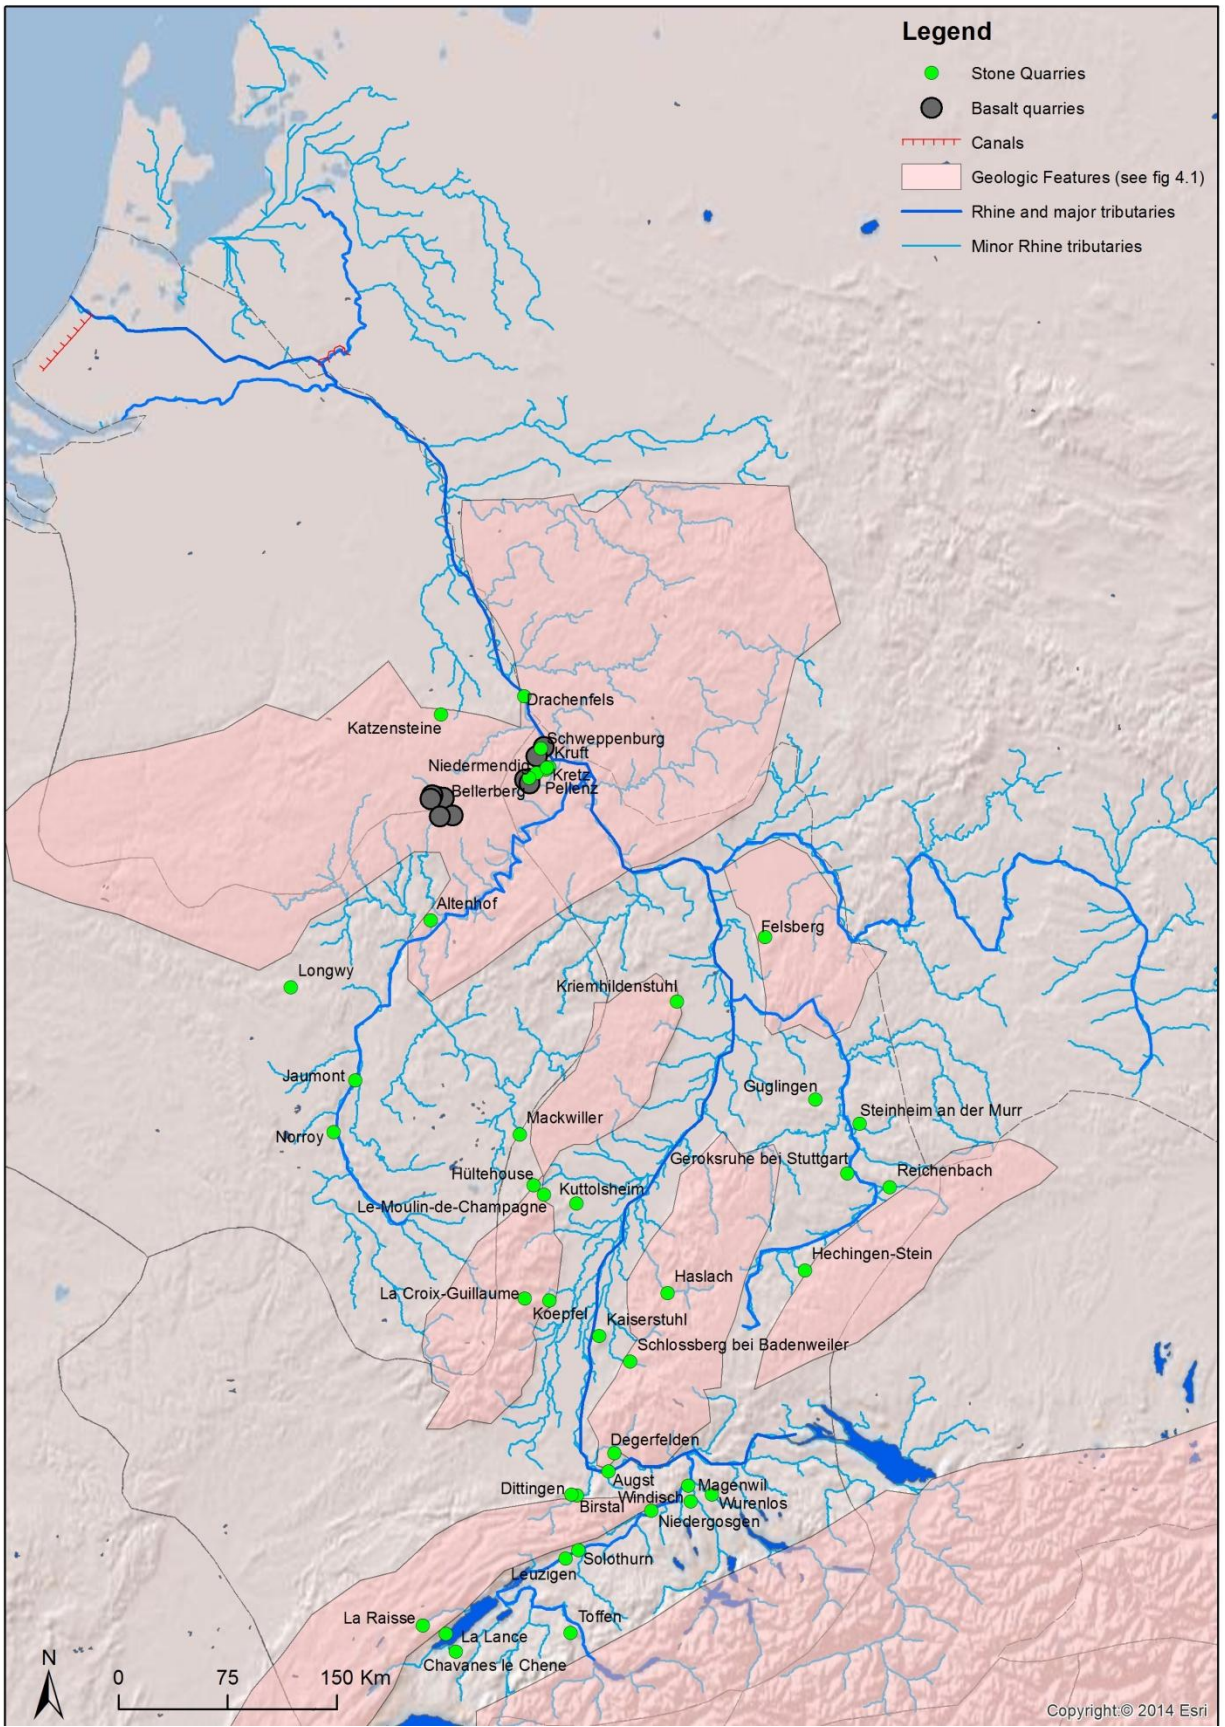 Legend
Stone Quarries
Basalt quarries
Canals
Geologic Features (see fig 4.1)
Rhine and major tributaries
Minor Rhine tributaries
Drachenfels
Katzensteine
Schweppenburg
Kruft
Niedermendig
Kretz
Bellerberg
Pellenz
Altenhof
Felsberg
Longwy
Kriemhildenstuhl
Jaumont
Guglingen
Mackwiller
Steinheim an der Murr
Norroy
Geroksruhe bei Stuttgart
Reichenbach
Hültehouse
Kuttolsheim
Le-Moulin-de-Champagne
Hechingen-Stein
Haslach
La Croix-Guillaume
Koepfel
Kaiserstuhl
Schlossberg bei Badenweiler
Degerfelden
Augst
Dittingen
Magenwil
Windisch
Birstal
Wurenlos
Niedergosgen
Solothurn
Leuzigen
La Raisse
Toffen
La Lance
Chavanes le Chene
N
0 75 150 Km
Copyright:© 2014 Esri